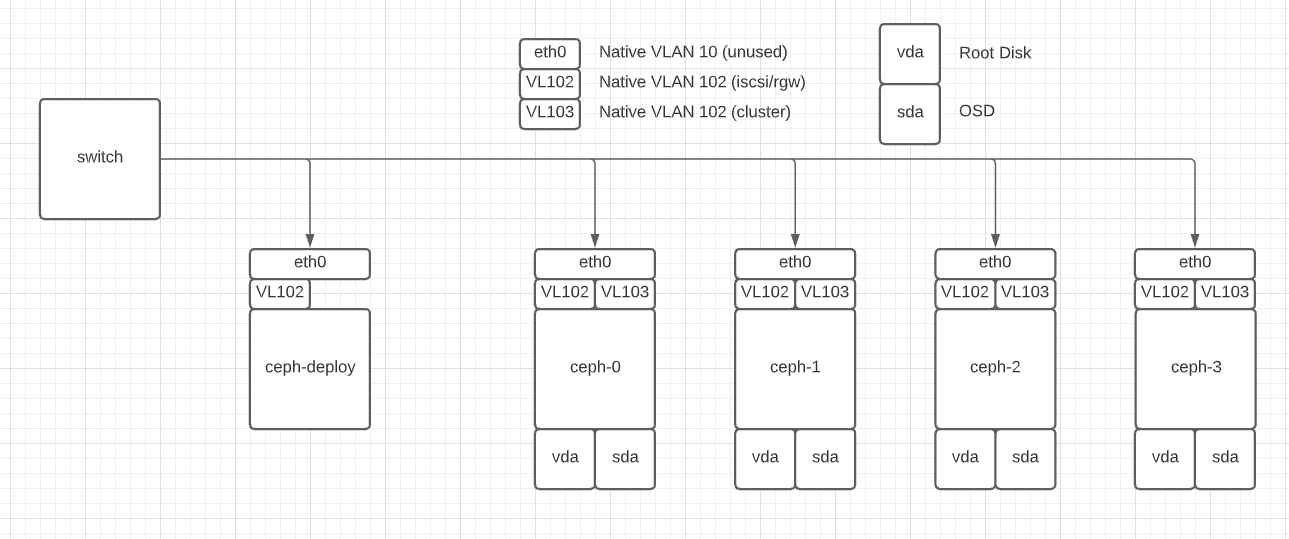 eth0 Native VLAN 10 (unused)
VL102 Native VLAN 102 (iscsi/rgw)
VL103 Native VLAN 102 (cluster)
vda Root Disk
sda OSD
switch
eth0 eth0 eth0 eth0 eth0
VL102 VL102 VL103 VL102 VL103 VL102 VL103 VL102 VL103
ceph-deploy ceph-0 ceph-1 ceph-2 ceph-3
vda sda vda sda vda sda vda sda